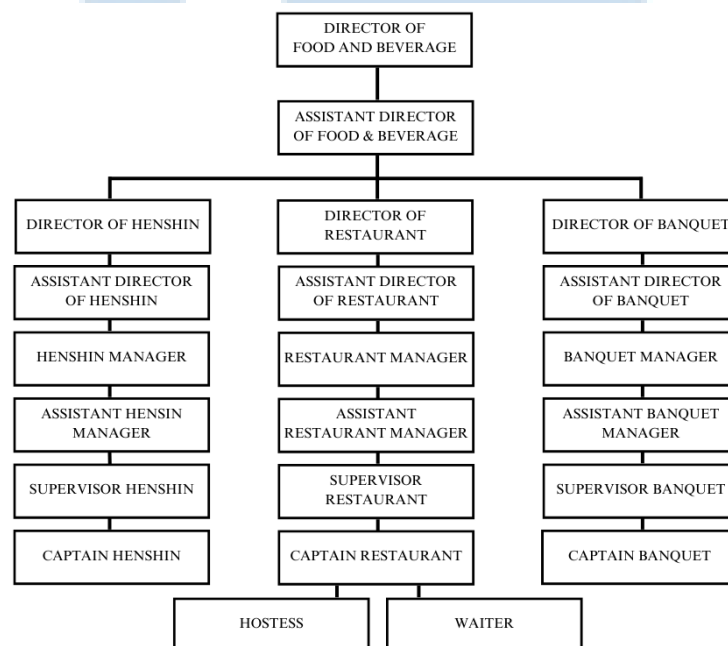 DIRECTOR OF
FOOD AND BEVERAGE
ASSISTANT DIRECTOR
OF FOOD & BEVERAGE
DIRECTOR OF HENSHIN
DIRECTOR OF
RESTAURANT
DIRECTOR OF BANQUET
ASSISTANT DIRECTOR
OF HENSHIN
ASSISTANT DIRECTOR
OF RESTAURANT
ASSISTANT DIRECTOR
OF BANQUET
HENSHIN MANAGER
RESTAURANT MANAGER
BANQUET MANAGER
ASSISTANT HENSIN
MANAGER
ASSISTANT
RESTAURANT MANAGER
ASSISTANT BANQUET
MANAGER
SUPERVISOR HENSHIN
SUPERVISOR
RESTAURANT
SUPERVISOR BANQUET
CAPTAIN HENSHIN
CAPTAIN RESTAURANT
CAPTAIN BANQUET
HOSTESS
WAITER